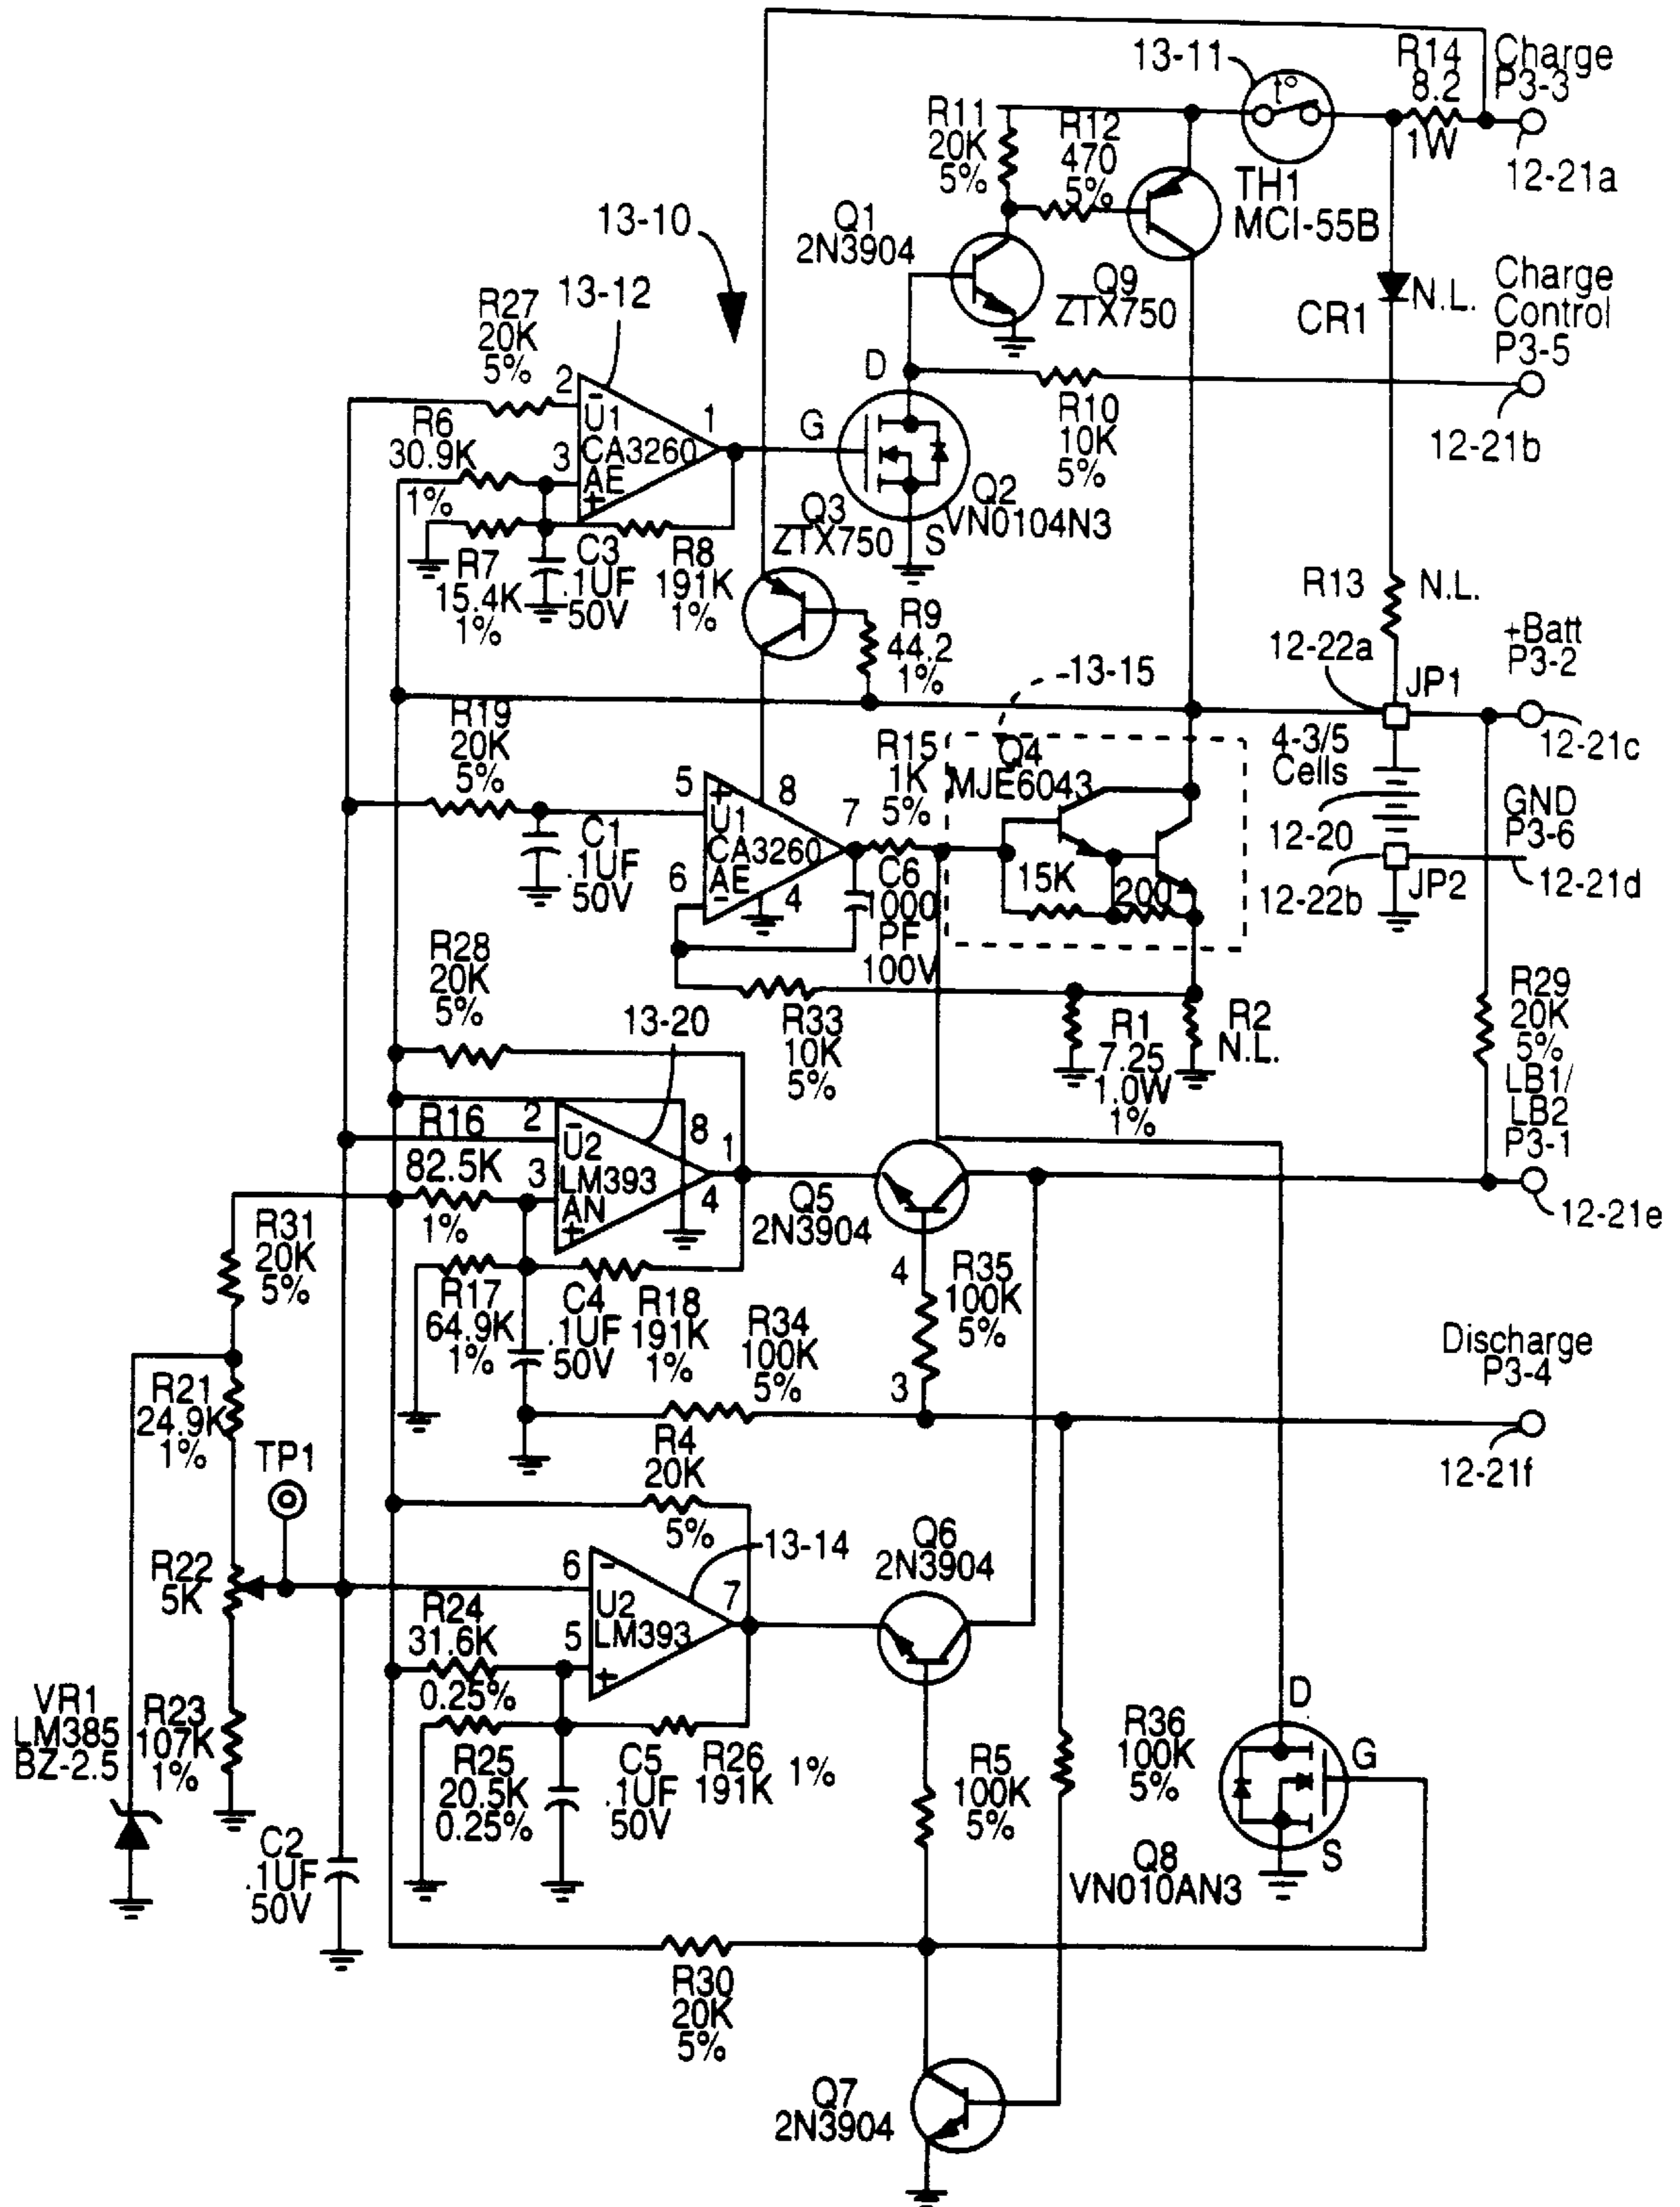 13-11
R14
8.2
1W
Charge
P3-3
12-21a
t°
R11
20K
5%
R12
470
5%
TH1
MCI-55B
13-10
Q1
2N3904
Q9
ZTX750
CR1
N.L.
Charge
Control
P3-5
12-21b
13-12
R27
20K
5%
2
-
U1
CA3260
AE
+
3
1
R6
30.9K
1%
R7
15.4K
1%
C3
.1UF
50V
R8
191K
1%
D
G
S
Q2
VN0104N3
R10
10K
5%
Q3
ZTX750
R9
44.2
1%
R13
N.L.
12-22a
JP1
+Batt
P3-2
12-21c
13-15
R19
20K
5%
C1
.1UF
50V
5
+
U1
CA3260
AE
-
6
8
7
4
R15
1K
5%
C6
1000
PF
100V
Q4
MJE6043
15K
200
4-3/5
Cells
12-20
12-22b
JP2
GND
P3-6
12-21d
R28
20K
5%
13-20
R33
10K
5%
R1
7.25
1.0W
1%
R2
N.L.
R29
20K
5%
LB1/
LB2
P3-1
12-21e
R16
82.5K
1%
2
-
U2
LM393
AN
+
3
8
1
4
Q5
2N3904
R31
20K
5%
R17
64.9K
1%
C4
.1UF
50V
R18
191K
1%
R34
100K
5%
4
R35
100K
5%
3
Discharge
P3-4
12-21f
R21
24.9K
1%
TP1
R22
5K
R4
20K
5%
13-14
6
-
U2
LM393
5
+
7
Q6
2N3904
R24
31.6K
0.25%
R25
20.5K
0.25%
C5
.1UF
50V
R26
191K
1%
VR1
LM385
BZ-2.5
R23
107K
1%
C2
.1UF
50V
R5
100K
5%
R36
100K
5%
D
G
S
Q8
VN010AN3
R30
20K
5%
Q7
2N3904